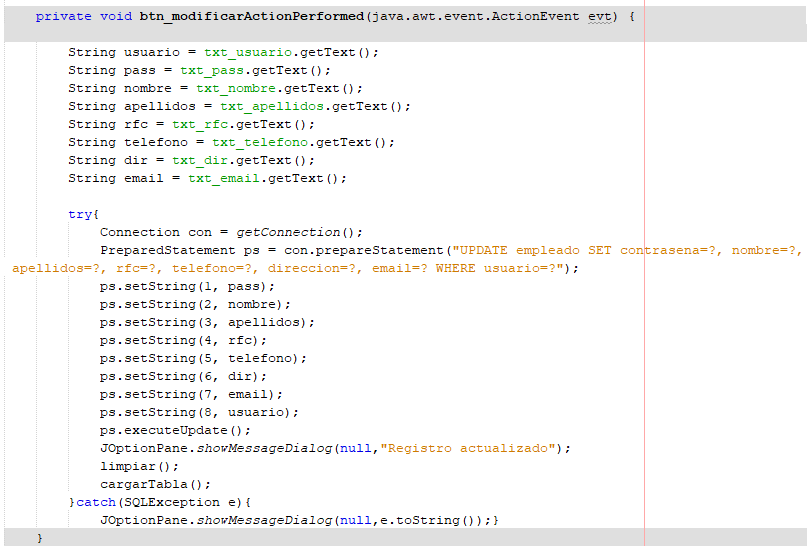 private void btn_modificarActionPerformed(java.awt.event.ActionEvent evt) {
String usuario = txt_usuario.getText();
String pass = txt_pass.getText();
String nombre = txt_nombre.getText();
String apellidos = txt_apellidos.getText();
String rfc = txt_rfc.getText();
String telefono = txt_telefono.getText();
String dir = txt_dir.getText();
String email = txt_email.getText();
try{
Connection con = getConnection();
PreparedStatement ps = con.prepareStatement("UPDATE empleado SET contrasena=?, nombre=?,
apellidos=?, rfc=?, telefono=?, direccion=?, email=? WHERE usuario=?");
ps.setString(1, pass);
ps.setString(2, nombre);
ps.setString(3, apellidos);
ps.setString(4, rfc);
ps.setString(5, telefono);
ps.setString(6, dir);
ps.setString(7, email);
ps.setString(8, usuario);
ps.executeUpdate();
JOptionPane.showMessageDialog(null,"Registro actualizado");
limpiar();
cargarTabla();
}catch(SQLException e){
JOptionPane.showMessageDialog(null,e.toString());}
}